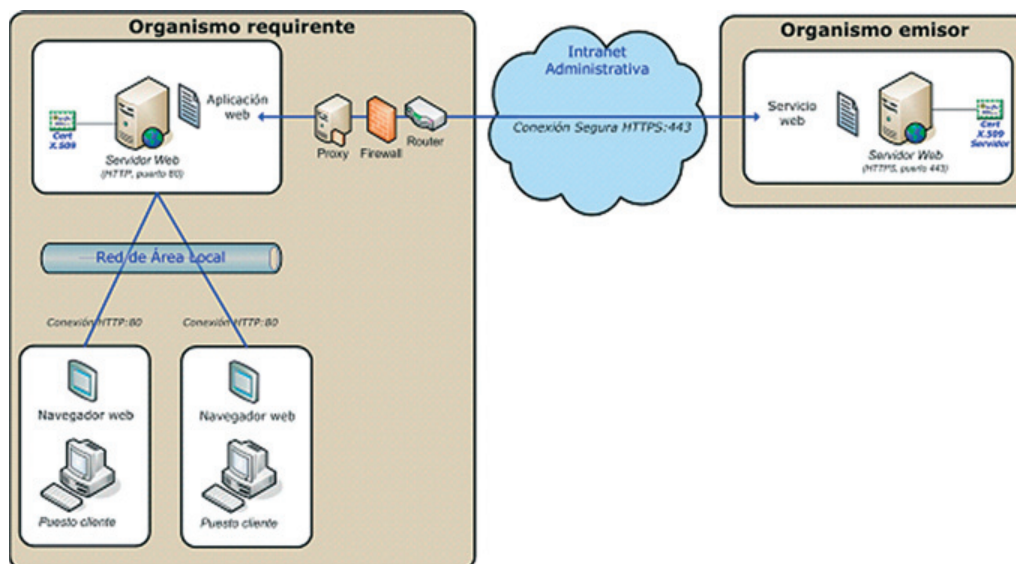 Organismo requirente
Aplicación
web
Cert
X.509
Servidor Web
(HTTP, puerto 80)
Proxy
Firewall
Router
Intranet
Administrativa
Conexión Segura HTTPS:443
Organismo emisor
Servicio
web
Servidor Web
(HTTPS, puerto 443)
Cert
X.509
Servidor
Red de Área Local
Conexión HTTP:80
Conexión HTTP:80
Navegador web
Puesto cliente
Navegador web
Puesto cliente